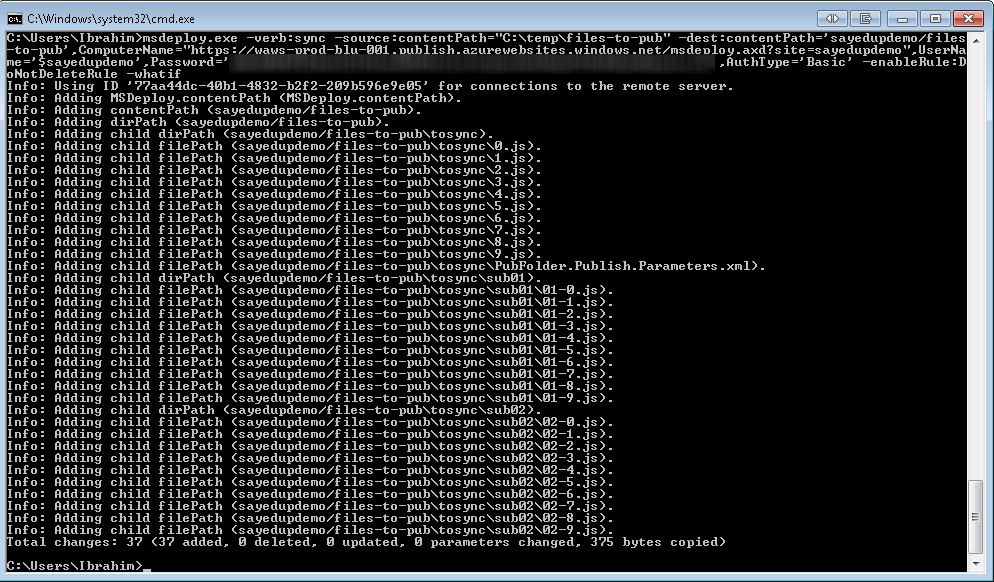 C:\Windows\system32\cmd.exe
C:\Users\Ibrahim>msdeploy.exe -verb:sync -source:contentPath="C:\temp\files-to-pub" -dest:contentPath='sayedupdemo/files
-to-pub',ComputerName="https://waws-prod-blu-001.publish.azurewebsites.windows.net/msdeploy.axd?site=sayedupdemo",UserNa
me='$sayedupdemo',Password=' ,AuthType='Basic' -enableRule:D
oNotDeleteRule -whatif
Info: Using ID '77aa44dc-40b1-4832-b2f2-209b596e9e05' for connections to the remote server.
Info: Adding MSDeploy.contentPath (MSDeploy.contentPath).
Info: Adding contentPath (sayedupdemo/files-to-pub).
Info: Adding dirPath (sayedupdemo/files-to-pub).
Info: Adding child dirPath (sayedupdemo/files-to-pub\tosync).
Info: Adding child filePath (sayedupdemo/files-to-pub\tosync\0.js).
Info: Adding child filePath (sayedupdemo/files-to-pub\tosync\1.js).
Info: Adding child filePath (sayedupdemo/files-to-pub\tosync\2.js).
Info: Adding child filePath (sayedupdemo/files-to-pub\tosync\3.js).
Info: Adding child filePath (sayedupdemo/files-to-pub\tosync\4.js).
Info: Adding child filePath (sayedupdemo/files-to-pub\tosync\5.js).
Info: Adding child filePath (sayedupdemo/files-to-pub\tosync\6.js).
Info: Adding child filePath (sayedupdemo/files-to-pub\tosync\7.js).
Info: Adding child filePath (sayedupdemo/files-to-pub\tosync\8.js).
Info: Adding child filePath (sayedupdemo/files-to-pub\tosync\9.js).
Info: Adding child filePath (sayedupdemo/files-to-pub\tosync\PubFolder.Publish.Parameters.xml).
Info: Adding child dirPath (sayedupdemo/files-to-pub\tosync\sub01).
Info: Adding child filePath (sayedupdemo/files-to-pub\tosync\sub01\01-0.js).
Info: Adding child filePath (sayedupdemo/files-to-pub\tosync\sub01\01-1.js).
Info: Adding child filePath (sayedupdemo/files-to-pub\tosync\sub01\01-2.js).
Info: Adding child filePath (sayedupdemo/files-to-pub\tosync\sub01\01-3.js).
Info: Adding child filePath (sayedupdemo/files-to-pub\tosync\sub01\01-4.js).
Info: Adding child filePath (sayedupdemo/files-to-pub\tosync\sub01\01-5.js).
Info: Adding child filePath (sayedupdemo/files-to-pub\tosync\sub01\01-6.js).
Info: Adding child filePath (sayedupdemo/files-to-pub\tosync\sub01\01-7.js).
Info: Adding child filePath (sayedupdemo/files-to-pub\tosync\sub01\01-8.js).
Info: Adding child filePath (sayedupdemo/files-to-pub\tosync\sub01\01-9.js).
Info: Adding child dirPath (sayedupdemo/files-to-pub\tosync\sub02).
Info: Adding child filePath (sayedupdemo/files-to-pub\tosync\sub02\02-0.js).
Info: Adding child filePath (sayedupdemo/files-to-pub\tosync\sub02\02-1.js).
Info: Adding child filePath (sayedupdemo/files-to-pub\tosync\sub02\02-2.js).
Info: Adding child filePath (sayedupdemo/files-to-pub\tosync\sub02\02-3.js).
Info: Adding child filePath (sayedupdemo/files-to-pub\tosync\sub02\02-4.js).
Info: Adding child filePath (sayedupdemo/files-to-pub\tosync\sub02\02-5.js).
Info: Adding child filePath (sayedupdemo/files-to-pub\tosync\sub02\02-6.js).
Info: Adding child filePath (sayedupdemo/files-to-pub\tosync\sub02\02-7.js).
Info: Adding child filePath (sayedupdemo/files-to-pub\tosync\sub02\02-8.js).
Info: Adding child filePath (sayedupdemo/files-to-pub\tosync\sub02\02-9.js).
Total changes: 37 (37 added, 0 deleted, 0 updated, 0 parameters changed, 375 bytes copied)
C:\Users\Ibrahim>_